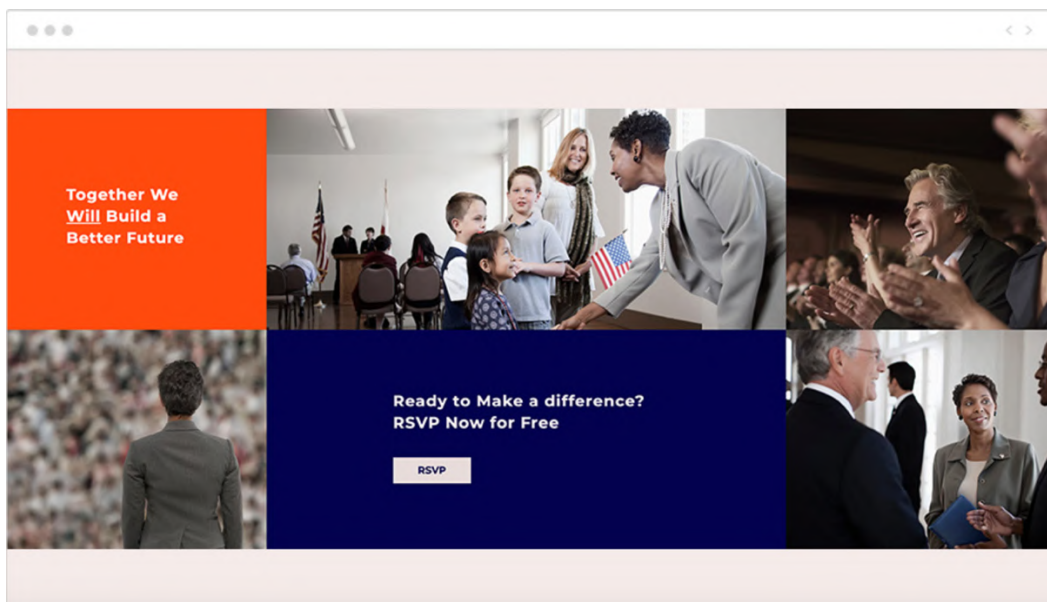 Together We
Will Build a
Better Future
Ready to Make a difference?
RSVP Now for Free
RSVP